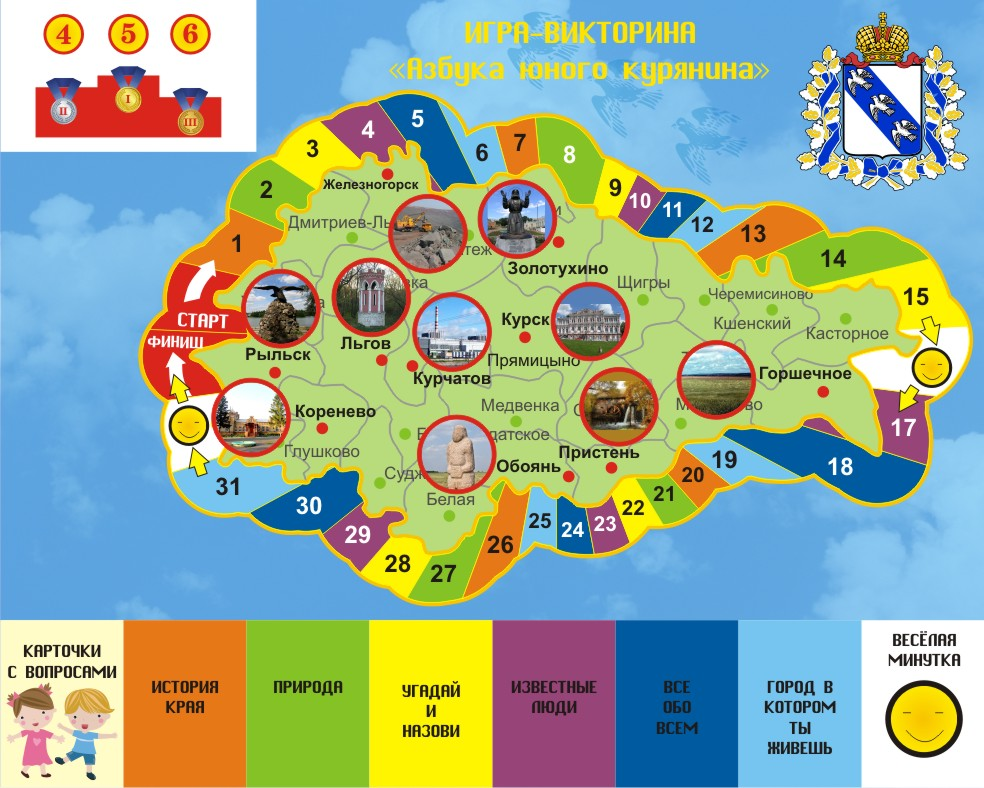 4 5 6
II I III
ИГРА-ВИКТОРИНА
«Азбука юного курянина»
1
2
3
4
5
6
7
8
9
10
11
12
13
14
15
17
18
19
20
21
22
23
24
25
26
27
28
29
30
31
СТАРТ
ФИНИШ
Железногорск
Золотухино
Щигры
Черемисиново
Кшенский
Касторное
Рыльск
Льгов
Курск
Курчатов
Прямицыно
Горшечное
Коренево
Медвенка
Глушково
Обоянь
Пристень
Белая
КАРТОЧКИ
С ВОПРОСАМИ
ИСТОРИЯ
КРАЯ
ПРИРОДА
УГАДАЙ
И
НАЗОВИ
ИЗВЕСТНЫЕ
ЛЮДИ
ВСЕ
ОБО
ВСЕМ
ГОРОД В
КОТОРОМ
ТЫ
ЖИВЕШЬ
ВЕСЁЛАЯ
МИНУТКА